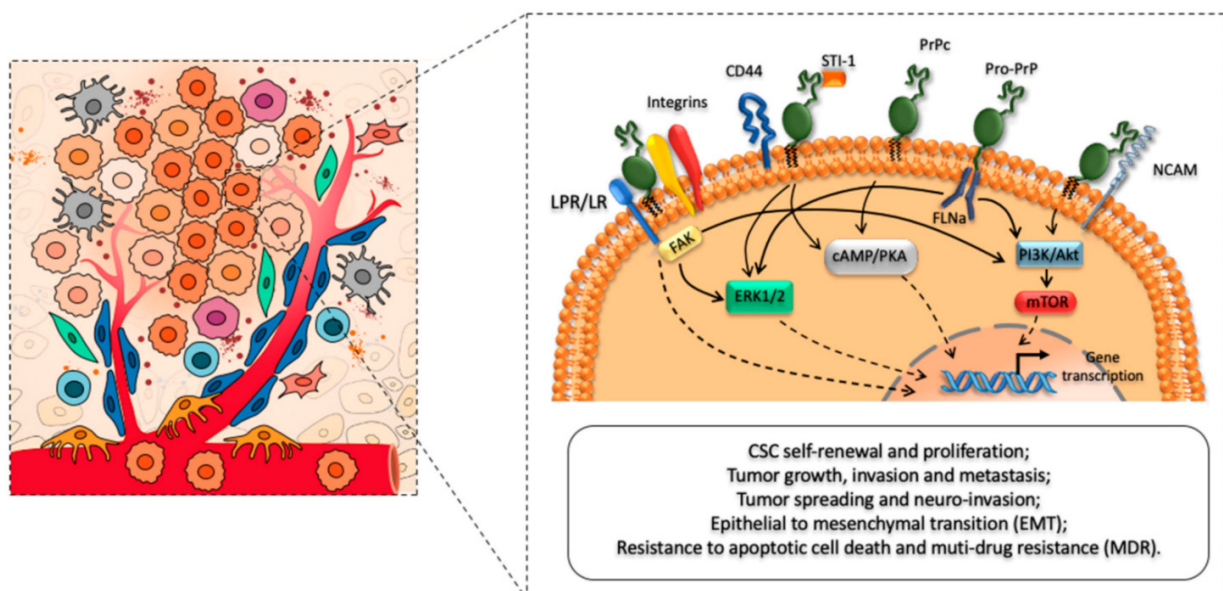 STI-1
PrPc
CD44
Pro-PrP
Integrins
NCAM
LPR/LR
FLNa
FAK
cAMP/PKA
PI3K/Akt
ERK1/2
mTOR
Gene
transcription
CSC self-renewal and proliferation;
Tumor growth, invasion and metastasis;
Tumor spreading and neuro-invasion;
Epithelial to mesenchymal transition (EMT);
Resistance to apoptotic cell death and muti-drug resistance (MDR).